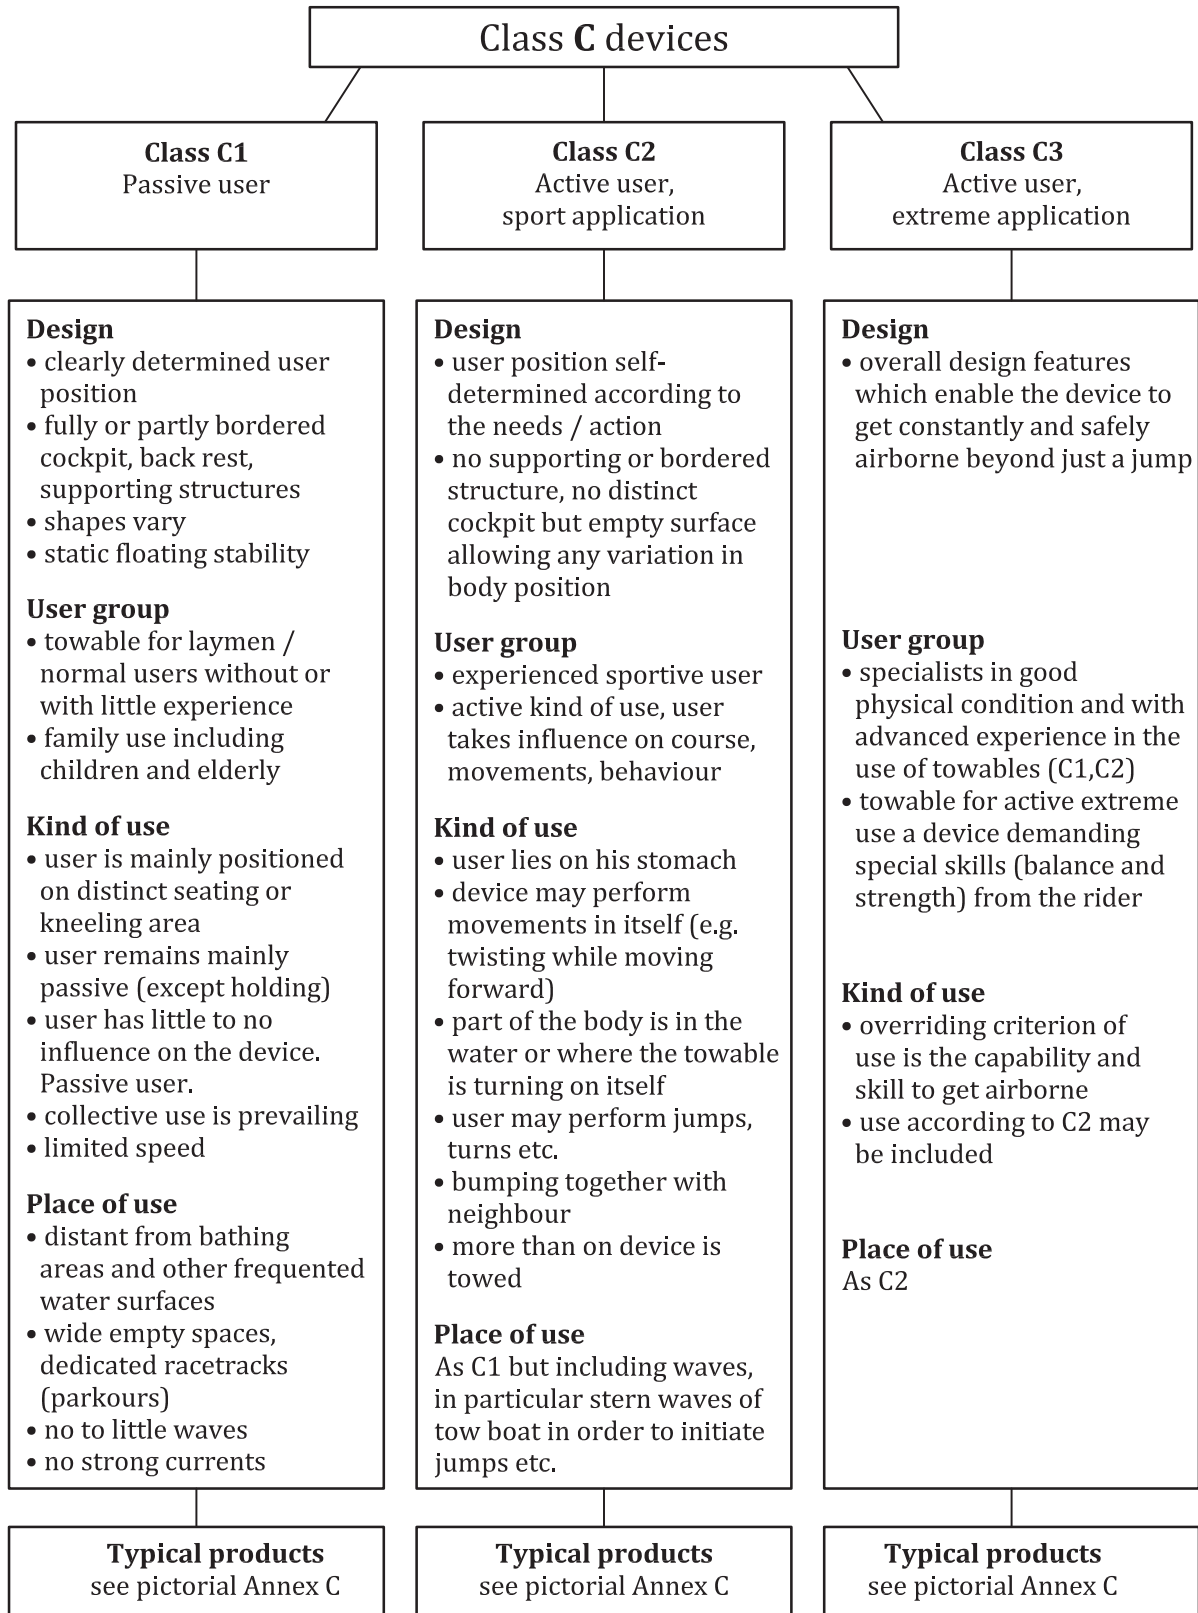 Class C devices
Class C1
Passive user
Class C2
Active user,
sport application
Class C3
Active user,
extreme application
Design
• clearly determined user
position
• fully or partly bordered
cockpit, back rest,
supporting structures
• shapes vary
• static floating stability
User group
• towable for laymen /
normal users without or
with little experience
• family use including
children and elderly
Kind of use
• user is mainly positioned
on distinct seating or
kneeling area
• user remains mainly
passive (except holding)
• user has little to no
influence on the device.
Passive user.
• collective use is prevailing
• limited speed
Place of use
• distant from bathing
areas and other frequented
water surfaces
• wide empty spaces,
dedicated racetracks
(parkours)
• no to little waves
• no strong currents
Typical products
see pictorial Annex C
Design
• user position self-
determined according to
the needs / action
• no supporting or bordered
structure, no distinct
cockpit but empty surface
allowing any variation in
body position
User group
• experienced sportive user
• active kind of use, user
takes influence on course,
movements, behaviour
Kind of use
• user lies on his stomach
• device may perform
movements in itself (e.g.
twisting while moving
forward)
• part of the body is in the
water or where the towable
is turning on itself
• user may perform jumps,
turns etc.
• bumping together with
neighbour
• more than on device is
towed
Place of use
As C1 but including waves,
in particular stern waves of
tow boat in order to initiate
jumps etc.
Typical products
see pictorial Annex C
Design
• overall design features
which enable the device to
get constantly and safely
airborne beyond just a jump
User group
• specialists in good
physical condition and with
advanced experience in the
use of towables (C1,C2)
• towable for active extreme
use a device demanding
special skills (balance and
strength) from the rider
Kind of use
• overriding criterion of
use is the capability and
skill to get airborne
• use according to C2 may
be included
Place of use
As C2
Typical products
see pictorial Annex C